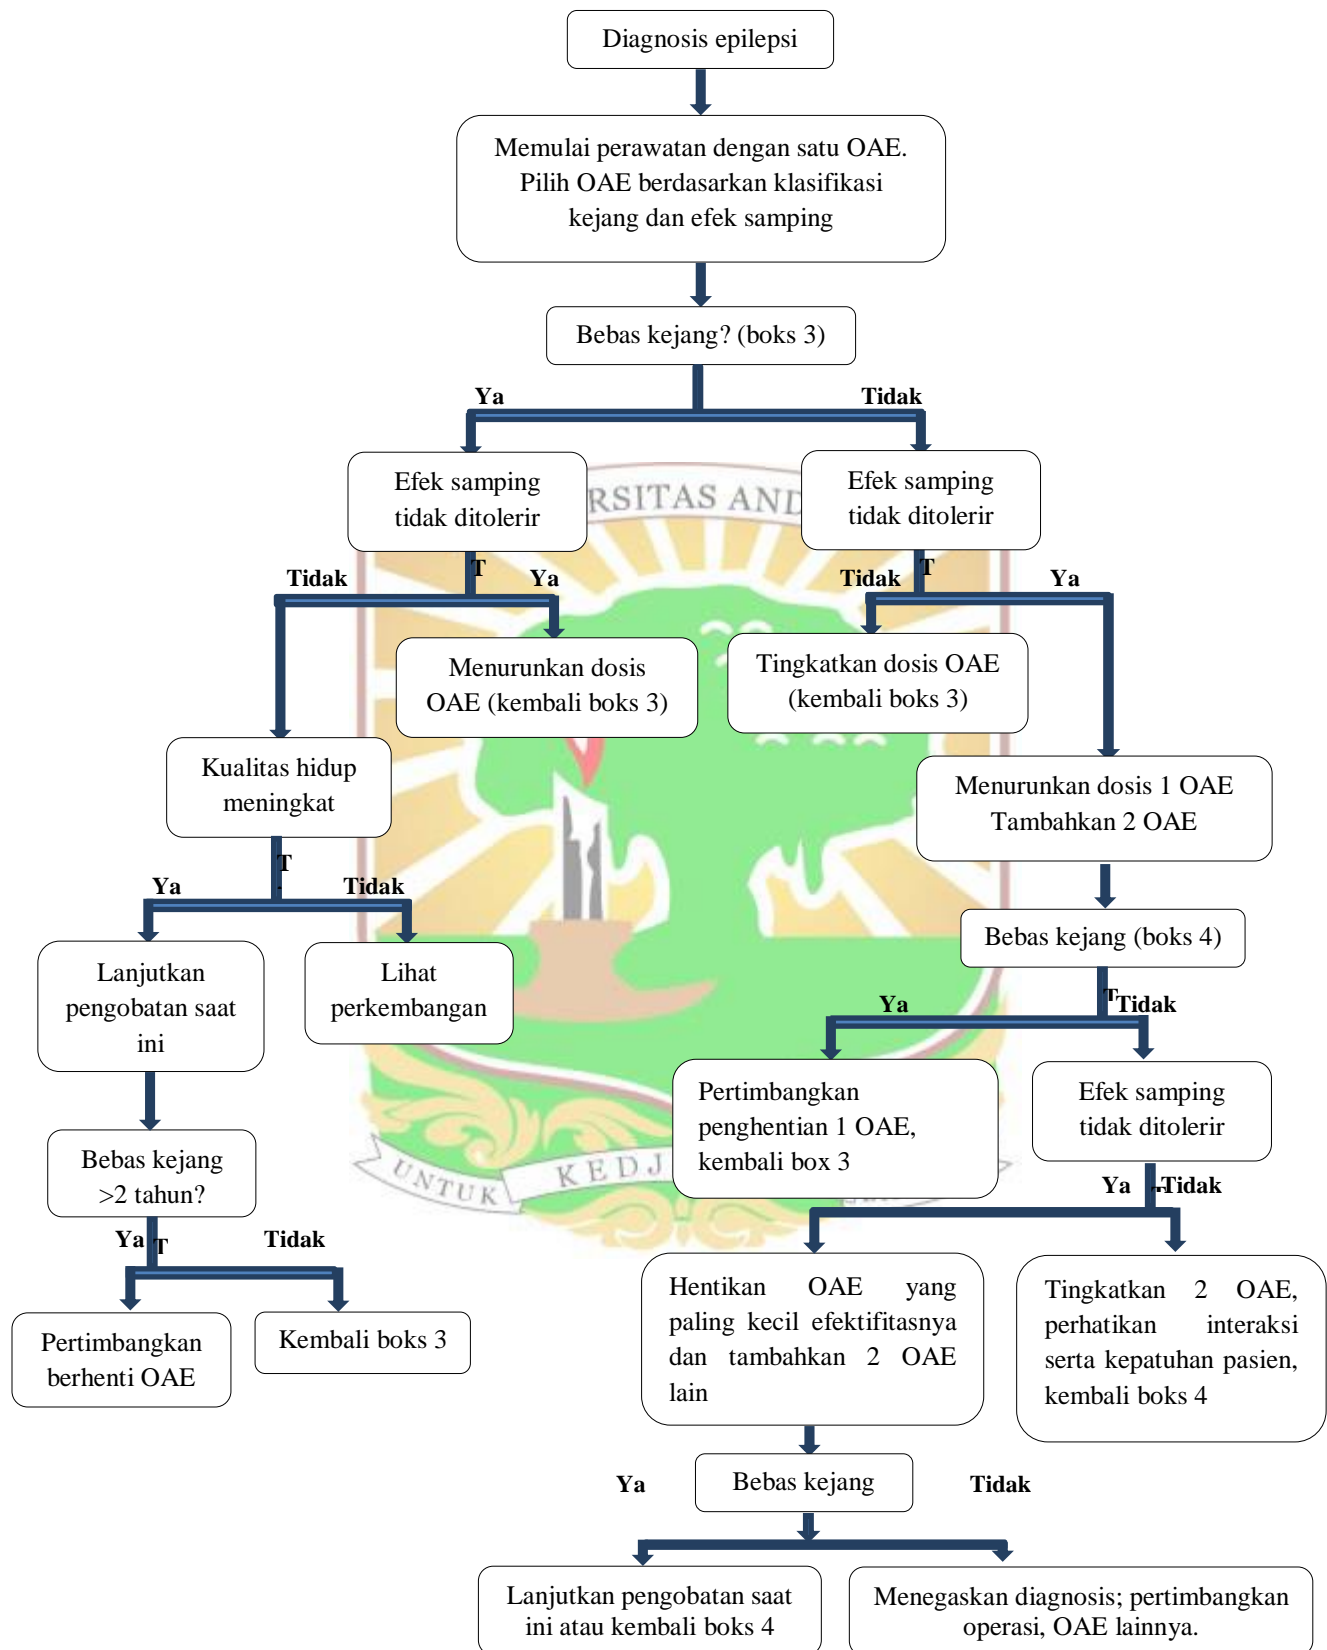 Diagnosis epilepsi
Memulai perawatan dengan satu OAE.
Pilih OAE berdasarkan klasifikasi
kejang dan efek samping
Bebas kejang? (boks 3)
Ya
Tidak
Efek samping
tidak ditolerir
Efek samping
tidak ditolerir
RSITAS AND
T
Tidak
Ya
T
Tidak
Ya
Menurunkan dosis
OAE (kembali boks 3)
Tingkatkan dosis OAE
(kembali boks 3)
Kualitas hidup
meningkat
Menurunkan dosis 1 OAE
Tambahkan 2 OAE
T
Ya
Tidak
Bebas kejang (boks 4)
Lanjutkan
pengobatan saat
ini
Lihat
perkembangan
T
Ya
Tidak
Pertimbangkan
penghentian 1 OAE,
kembali box 3
Efek samping
tidak ditolerir
Bebas kejang
>2 tahun?
UNTUK KEDJ
Ya
Tidak
Ya
T
Tidak
Hentikan OAE yang
paling kecil efektifitasnya
dan tambahkan 2 OAE
lain
Tingkatkan 2 OAE,
perhatikan interaksi
serta kepatuhan pasien,
kembali boks 4
Pertimbangkan
berhenti OAE
Kembali boks 3
Ya
Bebas kejang
Tidak
Lanjutkan pengobatan saat
ini atau kembali boks 4
Menegaskan diagnosis; pertimbangkan
operasi, OAE lainnya.